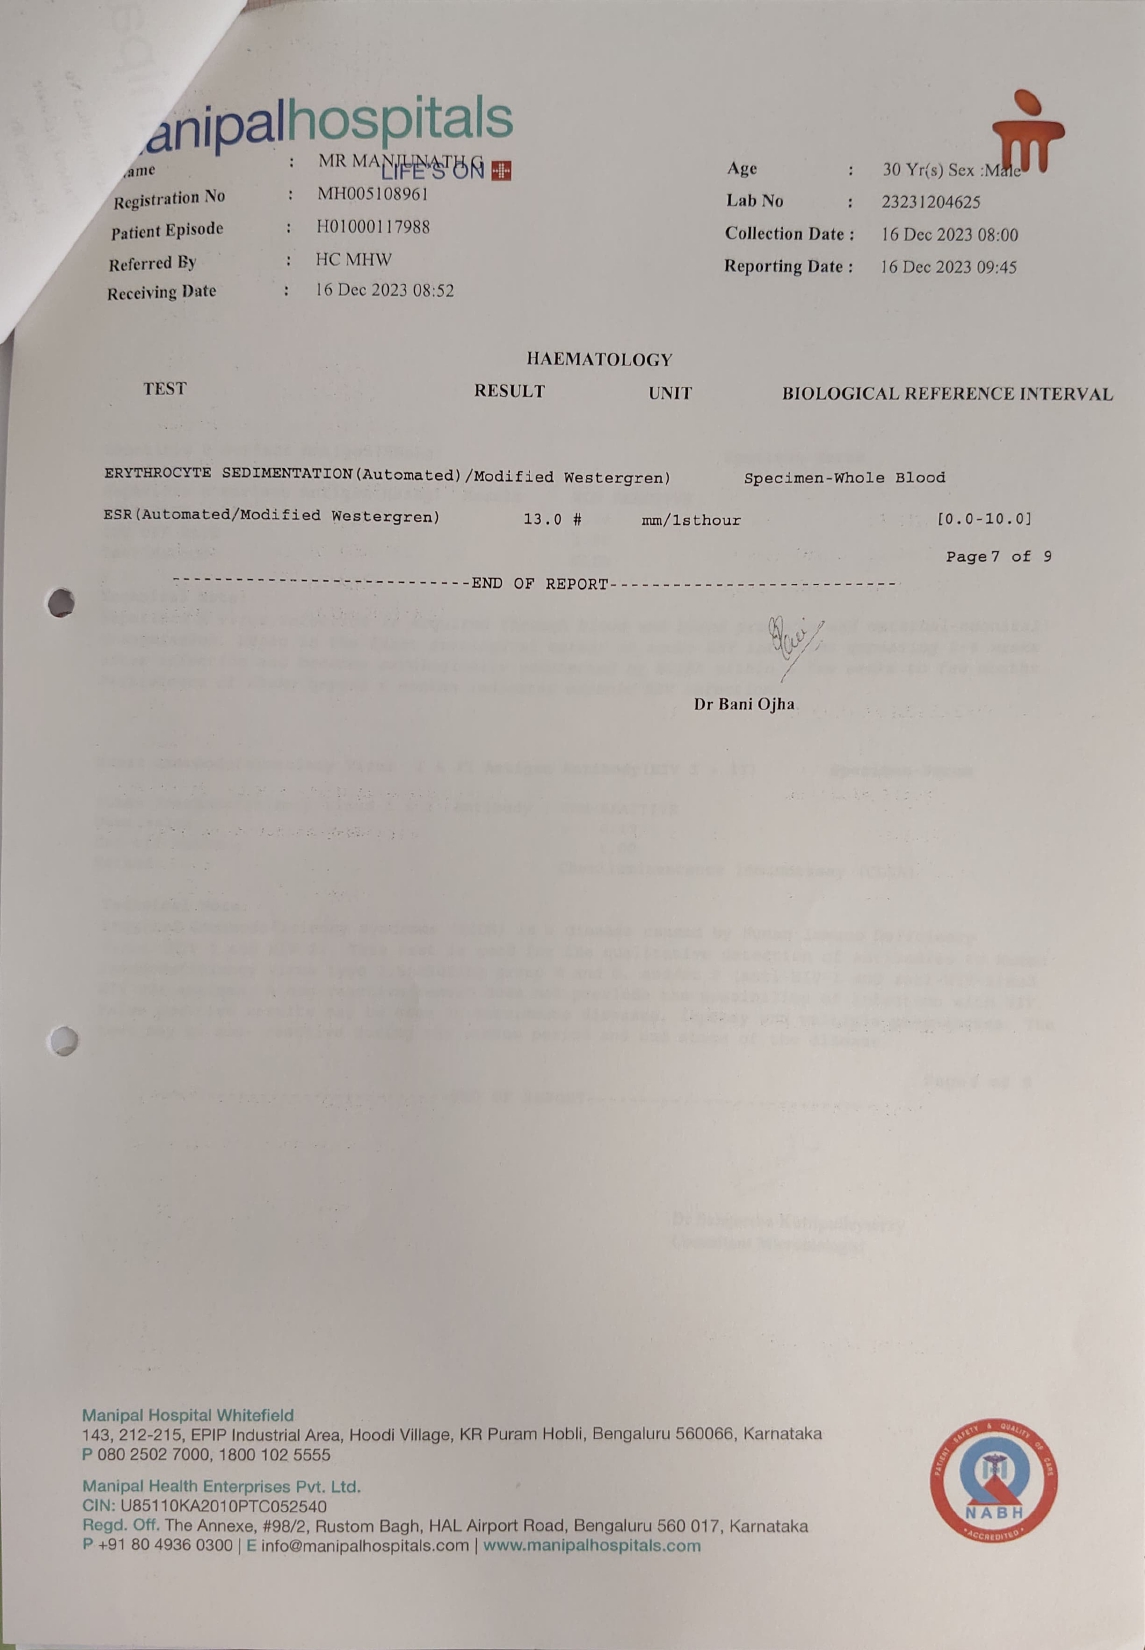 anipalhospitals
LIFE'S ON
ame : MR MANJUNATH G
Registration No : MH005108961
Patient Episode : H01000117988
Referred By : HC MHW
Receiving Date : 16 Dec 2023 08:52
Age : 30 Yr(s) Sex :Male
Lab No : 23231204625
Collection Date : 16 Dec 2023 08:00
Reporting Date : 16 Dec 2023 09:45
HAEMATOLOGY
TEST RESULT UNIT BIOLOGICAL REFERENCE INTERVAL
ERYTHROCYTE SEDIMENTATION(Automated)/Modified Westergren) Specimen-Whole Blood
ESR(Automated/Modified Westergren) 13.0 # mm/1sthour [0.0-10.0]
Page 7 of 9
----------------------------END OF REPORT----------------------------
Dr Bani Ojha
Manipal Hospital Whitefield
143, 212-215, EPIP Industrial Area, Hoodi Village, KR Puram Hobli, Bengaluru 560066, Karnataka
P 080 2502 7000, 1800 102 5555
Manipal Health Enterprises Pvt. Ltd.
CIN: U85110KA2010PTC052540
Regd. Off. The Annexe, #98/2, Rustom Bagh, HAL Airport Road, Bengaluru 560 017, Karnataka
P +91 80 4936 0300 | E info@manipalhospitals.com | www.manipalhospitals.com
PATIENT SAFETY & QUALITY OF CARE
NABH
ACCREDITED